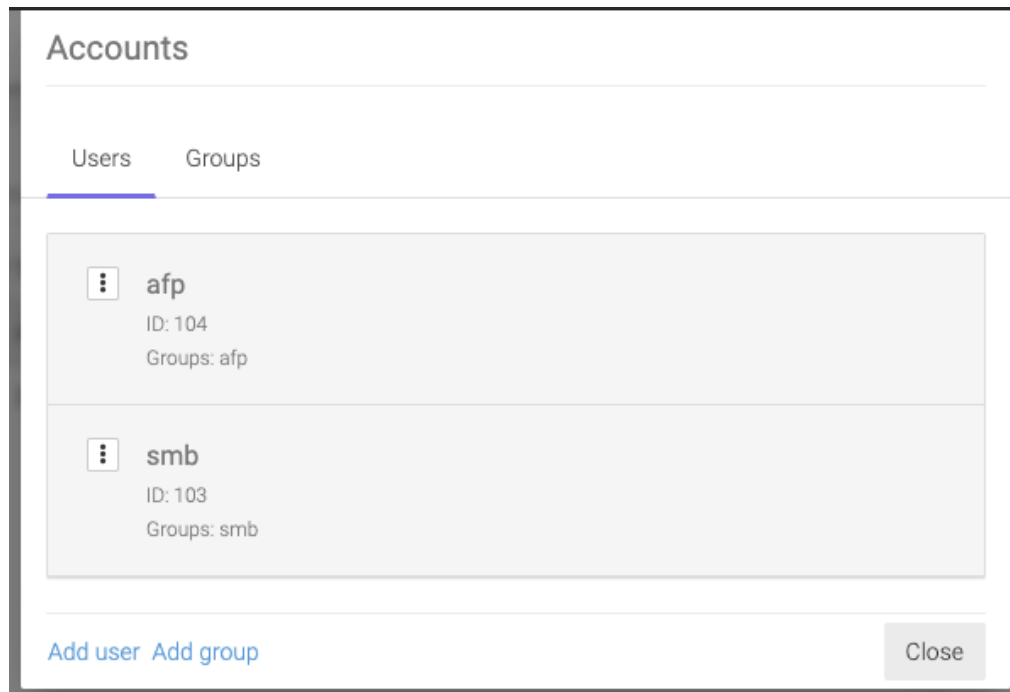 Accounts
Users Groups
afp
ID: 104
Groups: afp
smb
ID: 103
Groups: smb
Add user Add group Close